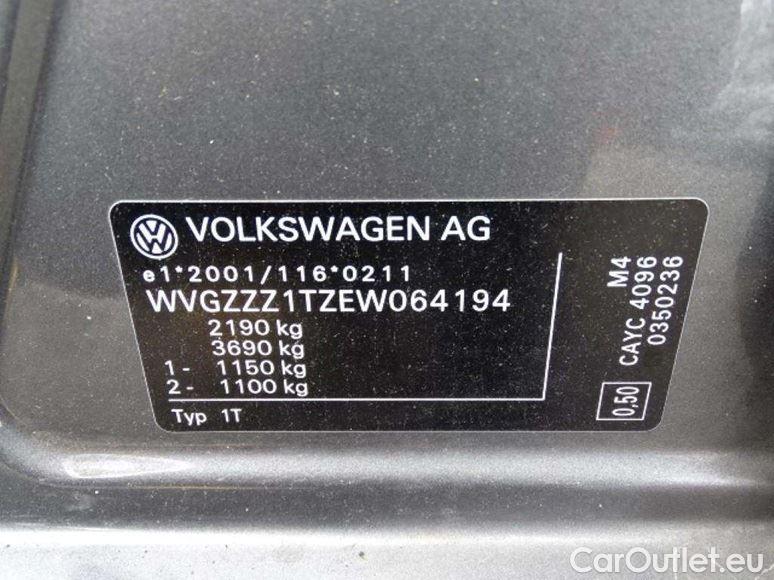 VOLKSWAGEN AG
e1*2001/116*0211
WVGZZZ1TZEW064194
2190 kg
3690 kg
1- 1150 kg
2- 1100 kg
Typ 1T
M4
CAYC 4096
0350236
0,50
CarOutlet.eu